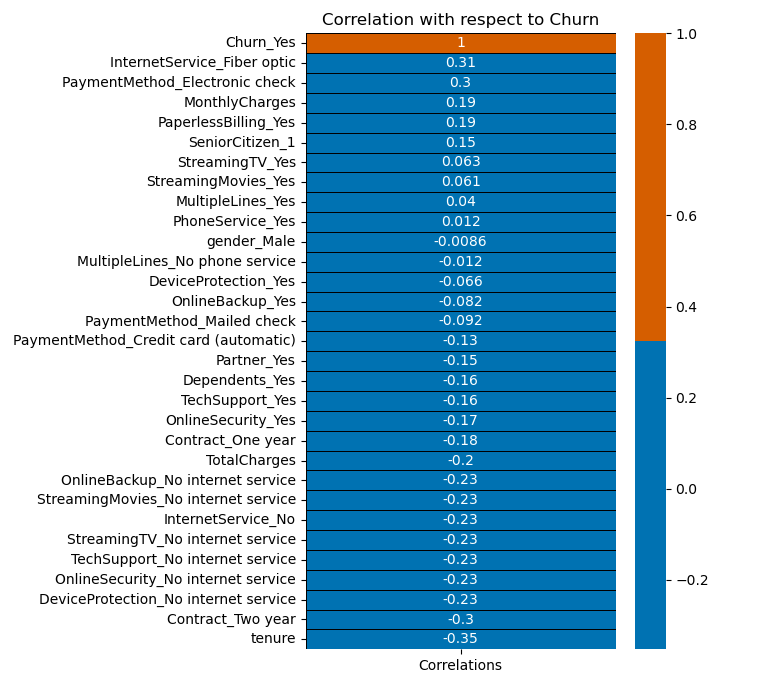 Correlation with respect to Churn
Churn_Yes 1
InternetService_Fiber optic 0.31
PaymentMethod_Electronic check 0.3
MonthlyCharges 0.19
PaperlessBilling_Yes 0.19
SeniorCitizen_1 0.15
StreamingTV_Yes 0.063
StreamingMovies_Yes 0.061
MultipleLines_Yes 0.04
PhoneService_Yes 0.012
gender_Male -0.0086
MultipleLines_No phone service -0.012
DeviceProtection_Yes -0.066
OnlineBackup_Yes -0.082
PaymentMethod_Mailed check -0.092
PaymentMethod_Credit card (automatic) -0.13
Partner_Yes -0.15
Dependents_Yes -0.16
TechSupport_Yes -0.16
OnlineSecurity_Yes -0.17
Contract_One year -0.18
TotalCharges -0.2
OnlineBackup_No internet service -0.23
StreamingMovies_No internet service -0.23
InternetService_No -0.23
StreamingTV_No internet service -0.23
TechSupport_No internet service -0.23
OnlineSecurity_No internet service -0.23
DeviceProtection_No internet service -0.23
Contract_Two year -0.3
tenure -0.35
Correlations
1.0
0.8
0.6
0.4
0.2
0.0
−0.2